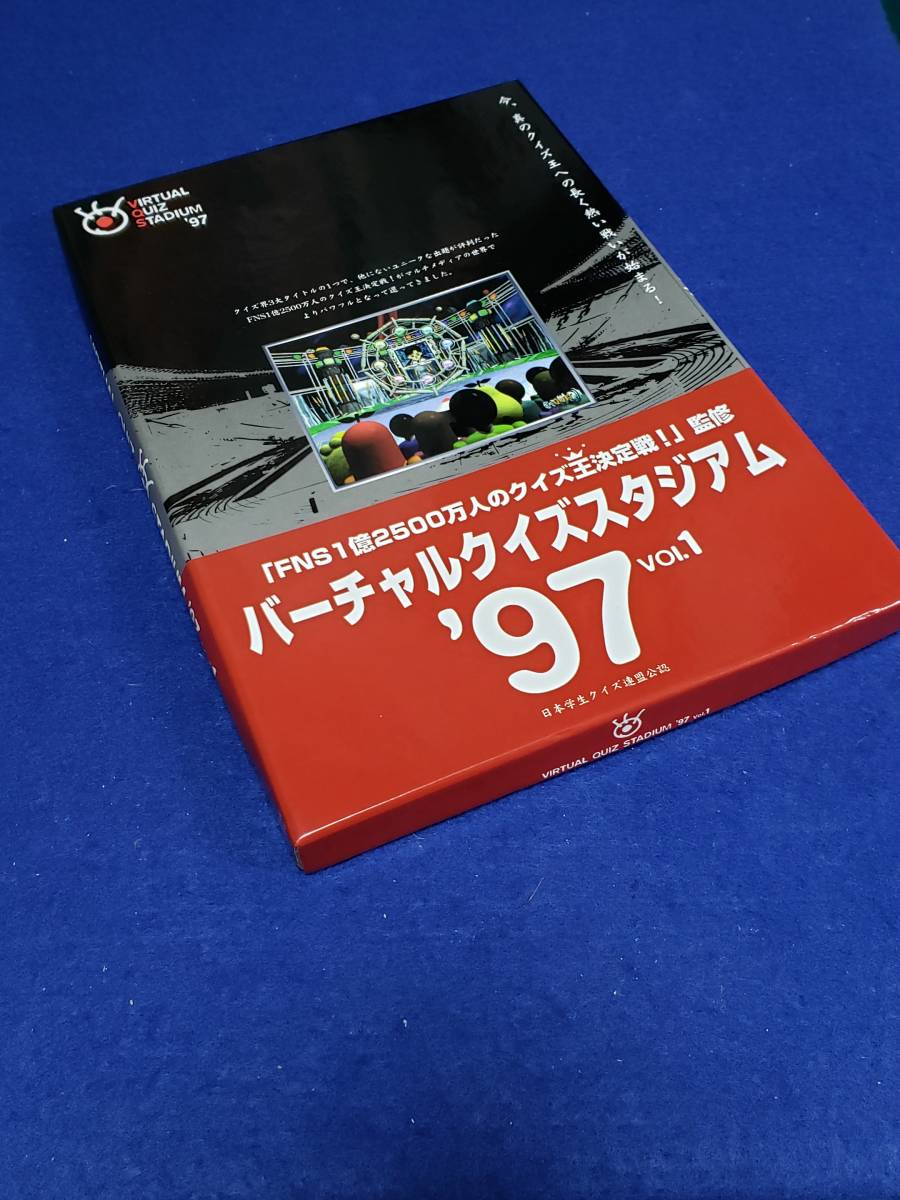 今、真のクイズ王への長く熱い戦いが始まる!
VIRTUAL
QUIZ
STADIUM '97
クイズ界3大タイトルの1つで、他にないユニークな出題が評判だった
FNS1億2500万人のクイズ王決定戦!がマルチメディアの世界で
よりパワフルとなって還ってきました。
「FNS1億2500万人のクイズ王決定戦!」監修
バーチャルクイズスタジアム
'97 VOL.1
日本学生クイズ連盟公認
VIRTUAL QUIZ STADIUM '97 VOL.1